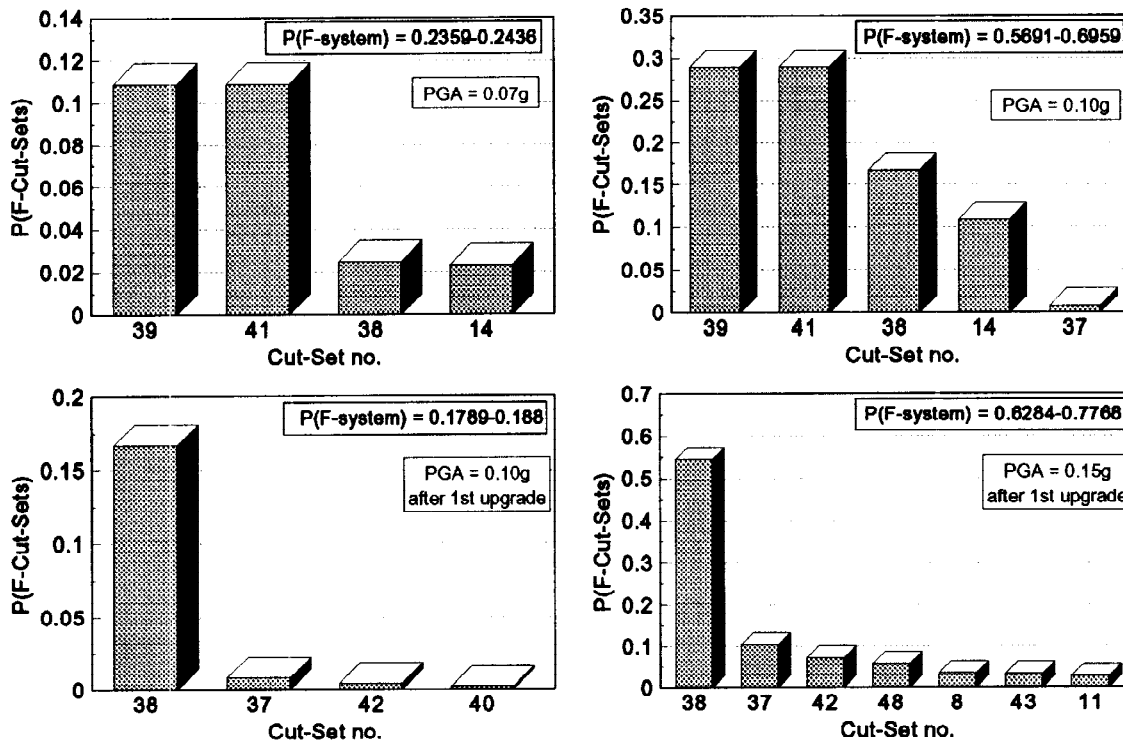 P(F-system) = 0.2359-0.2436
PGA = 0.07g
P(F-Cut-Sets)
0.14
0.12
0.1
0.08
0.06
0.04
0.02
0
39 41 38 14
Cut-Set no.
P(F-system) = 0.5691-0.6959
PGA = 0.10g
P(F-Cut-Sets)
0.35
0.3
0.25
0.2
0.15
0.1
0.05
0
39 41 38 14 37
Cut-Set no.
P(F-system) = 0.1789-0.188
PGA = 0.10g
after 1st upgrade
P(F-Cut-Sets)
0.2
0.15
0.1
0.05
0
38 37 42 40
Cut-Set no.
P(F-system) = 0.6284-0.7768
PGA = 0.15g
after 1st upgrade
P(F-Cut-Sets)
0.7
0.6
0.5
0.4
0.3
0.2
0.1
0
38 37 42 48 8 43 11
Cut-Set no.